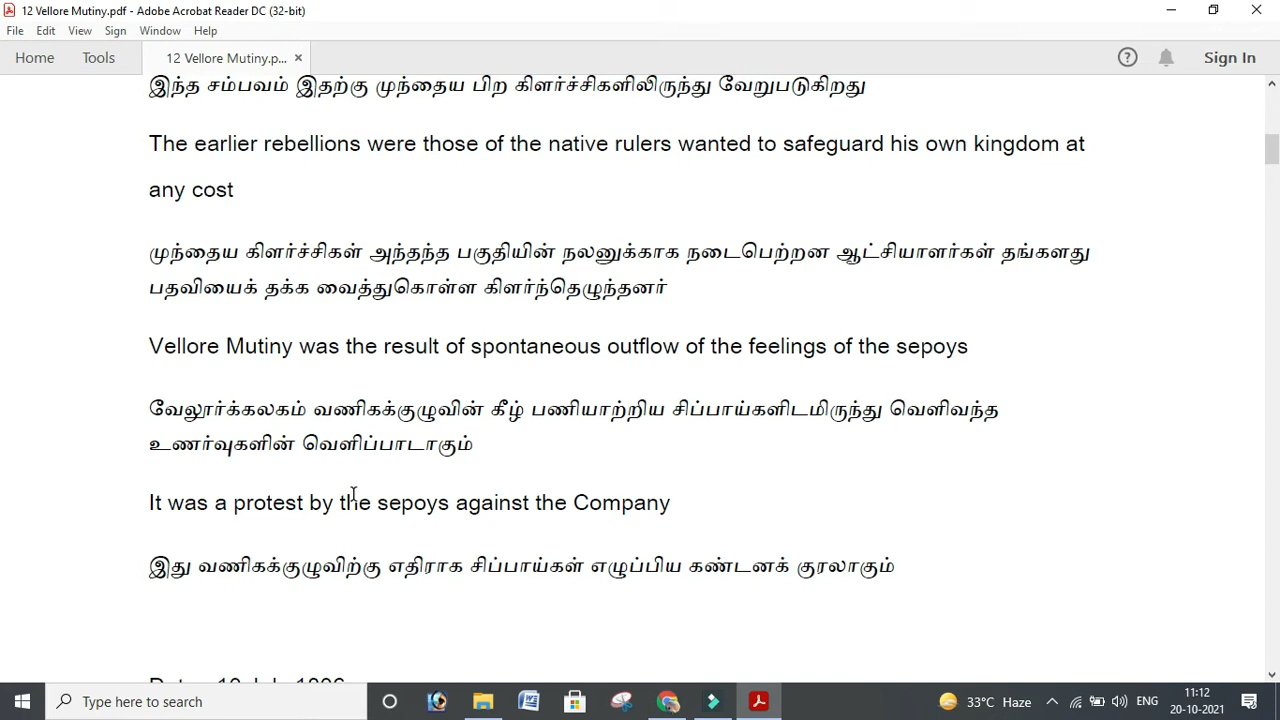 12 Vellore Mutiny.pdf - Adobe Acrobat Reader DC (32-bit)
File Edit View Sign Window Help
Home Tools 12 Vellore Mutiny.p... × Sign In
இந்த சம்பவம் இதற்கு முந்தைய பிற கிளர்ச்சிகளிலிருந்து வேறுபடுகிறது
The earlier rebellions were those of the native rulers wanted to safeguard his own kingdom at
any cost
முந்தைய கிளர்ச்சிகள் அந்தந்த பகுதியின் நலனுக்காக நடைபெற்றன ஆட்சியாளர்கள் தங்களது
பதவியைக் தக்க வைத்துகொள்ள கிளர்ந்தெழுந்தனர்
Vellore Mutiny was the result of spontaneous outflow of the feelings of the sepoys
வேலூர்க்கலகம் வணிகக்குழுவின் கீழ் பணியாற்றிய சிப்பாய்களிடமிருந்து வெளிவந்த
உணர்வுகளின் வெளிப்பாடாகும்
It was a protest by the sepoys against the Company
இது வணிகக்குழுவிற்கு எதிராக சிப்பாய்கள் எழுப்பிய கண்டனக் குரலாகும்
Type here to search 33°C Haze ENG 11:12
20-10-2021